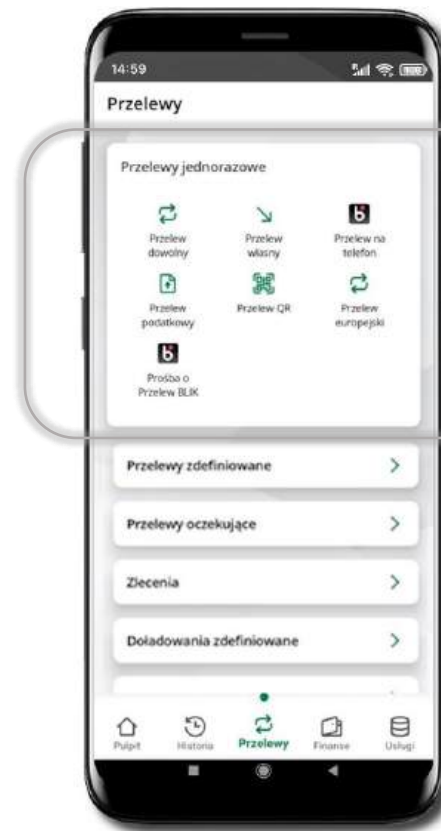 14:59
Przelewy
Przelewy jednorazowe
Przelew
dowolny
Przelew
własny
Przelew na
telefon
Przelew
podatkowy
Przelew QR
Przelew
europejski
Prośba o
Przelew BLIK
Przelewy zdefiniowane
Przelewy oczekujące
Zlecenia
Doładowania zdefiniowane
Pulpit
Historia
Przelewy
Finanse
Usługi